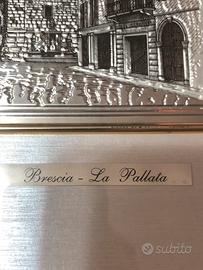 Brescia - La Pallata
subito